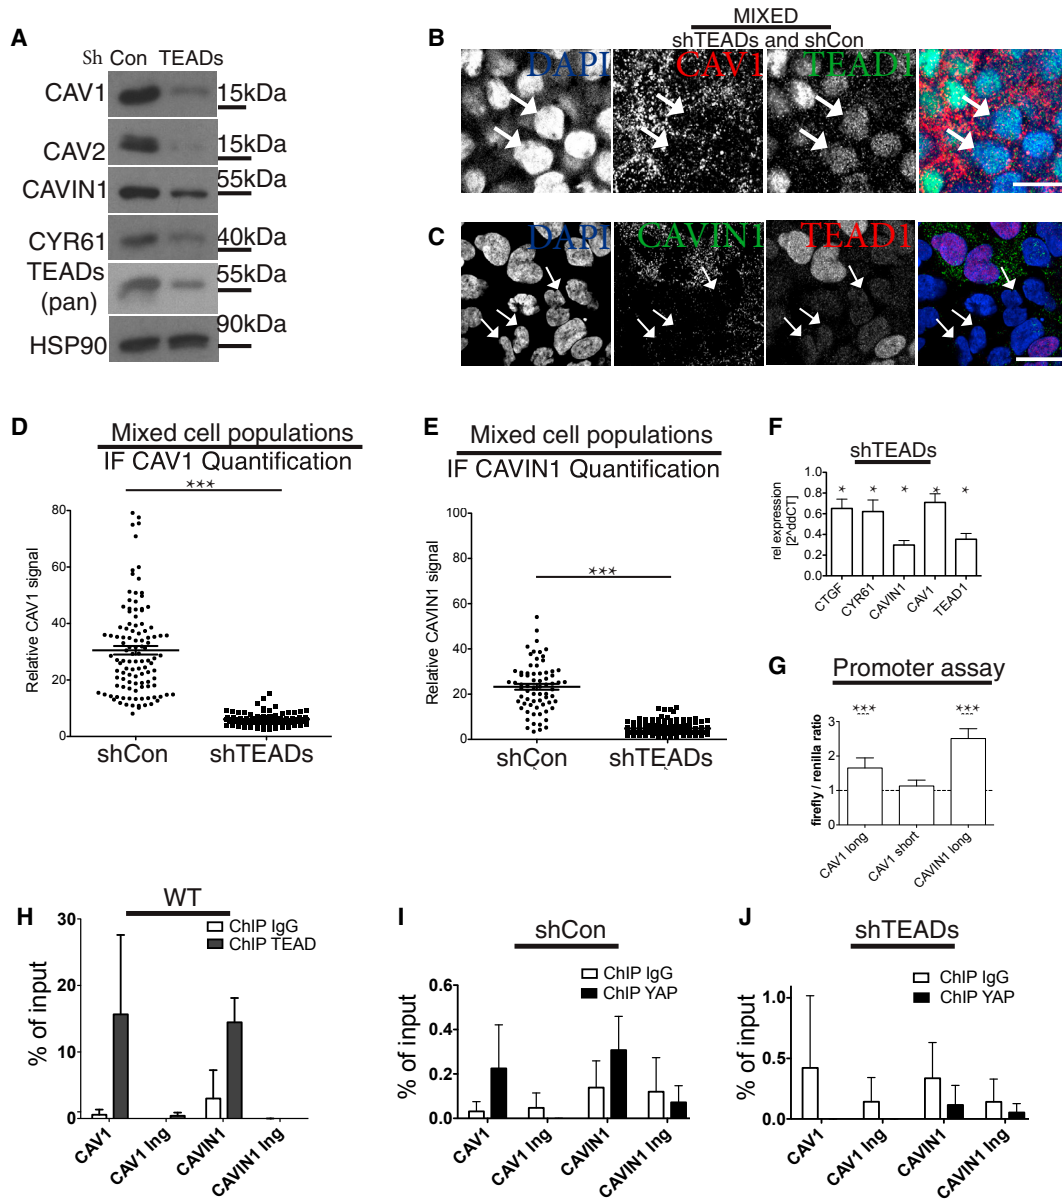 A
Sh Con TEADs
CAV1 15kDa
CAV2 15kDa
CAVIN1 55kDa
CYR61 40kDa
TEADs
(pan) 55kDa
HSP90 90kDa
MIXED
shTEADs and shCon
B
DAPI CAV1 TEAD1
C
DAPI CAVIN1 TEAD1
D
Mixed cell populations
IF CAV1 Quantification
***
Relative CAV1 signal
80
60
40
20
0
shCon shTEADs
E
Mixed cell populations
IF CAVIN1 Quantification
***
Relative CAVIN1 signal
100
80
60
40
20
0
shCon shTEADs
F
shTEADs
rel expression
[2^ddCT]
1.0
0.8
0.6
0.4
0.2
0.0
* * * * *
CTGF CYR61 CAVIN1 CAV1 TEAD1
G
Promoter assay
*** ***
firefly / renilla ratio
3
2
1
0
CAV1 long CAV1 short CAVIN1 long
H
WT
ChIP IgG
ChIP TEAD
% of input
30
20
10
0
CAV1 CAV1 Ing CAVIN1 CAVIN1 Ing
I
shCon
ChIP IgG
ChIP YAP
% of input
0.6
0.4
0.2
0.0
CAV1 CAV1 Ing CAVIN1 CAVIN1 Ing
J
shTEADs
ChIP IgG
ChIP YAP
% of input
1.0
0.5
0.0
CAV1 CAV1 Ing CAVIN1 CAVIN1 Ing